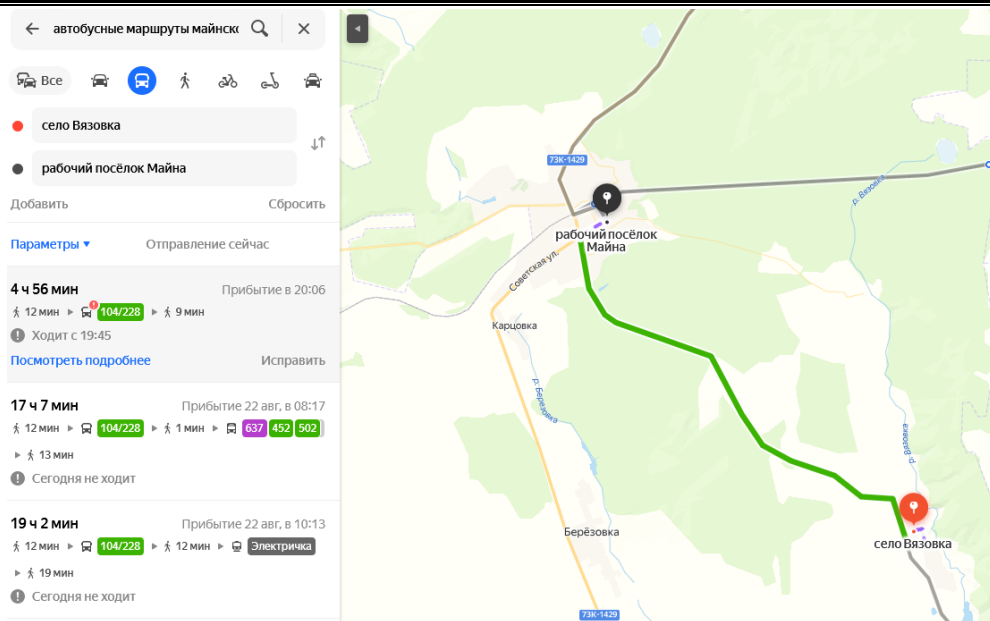 автобусные маршруты майнск
Все
село Вязовка
рабочий посёлок Майна
Добавить Сбросить
Параметры Отправление сейчас
4 ч 56 мин Прибытие в 20:06
12 мин 104/228 9 мин
Ходит с 19:45
Посмотреть подробнее Исправить
17 ч 7 мин Прибытие 22 авг, в 08:17
12 мин 104/228 1 мин 637 452 502
13 мин
Сегодня не ходит
19 ч 2 мин Прибытие 22 авг, в 10:13
12 мин 104/228 12 мин Электричка
19 мин
Сегодня не ходит
73К-1429
р. Вязовка
рабочий посёлок
Майна
Советская ул.
Карцовка
р. Берёзовка
р. Вязовка
Берёзовка
село Вязовка
73К-1429